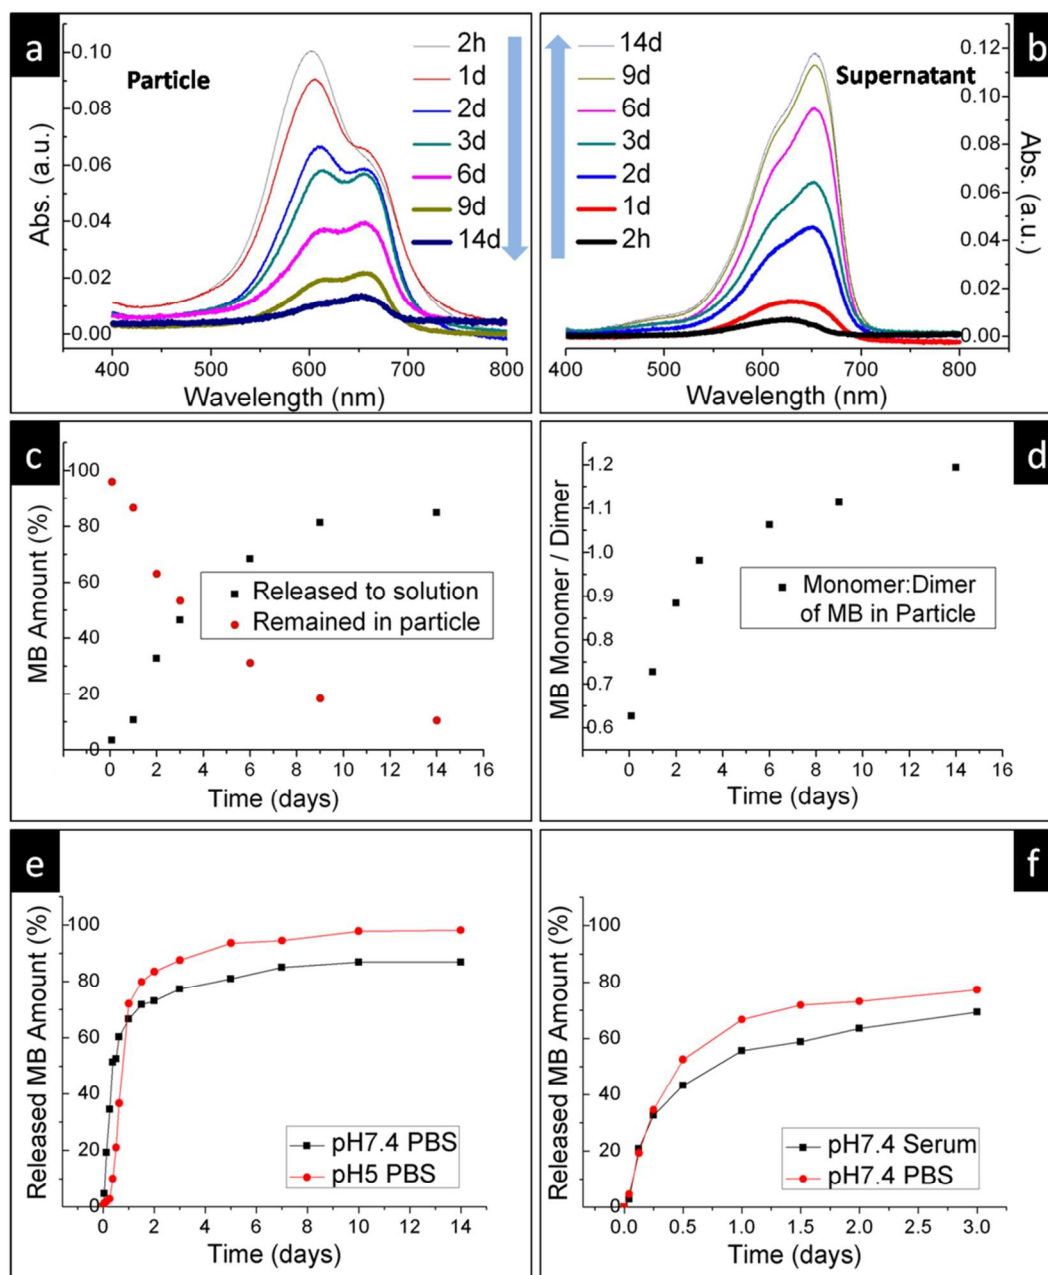 a
Abs. (a.u.)
-0.10
-0.08
-0.06
-0.04
-0.02
-0.00
Particle
2h
1d
2d
3d
6d
9d
14d
400 500 600 700 800
Wavelength (nm)
b
14d
9d
6d
3d
2d
1d
2h
Supernatant
0.12
0.10
0.08
0.06
0.04
0.02
0.00
Abs. (a.u.)
400 500 600 700 800
Wavelength (nm)
c
MB Amount (%)
100
80
60
40
20
0
Released to solution
Remained in particle
0 2 4 6 8 10 12 14 16
Time (days)
d
MB Monomer / Dimer
1.2
1.1
1.0
0.9
0.8
0.7
0.6
Monomer:Dimer
of MB in Particle
0 2 4 6 8 10 12 14 16
Time (days)
e
Released MB Amount (%)
100
80
60
40
20
0
pH7.4 PBS
pH5 PBS
0 2 4 6 8 10 12 14
Time (days)
f
Released MB Amount (%)
100
80
60
40
20
0
pH7.4 Serum
pH7.4 PBS
0.0 0.5 1.0 1.5 2.0 2.5 3.0
Time (days)